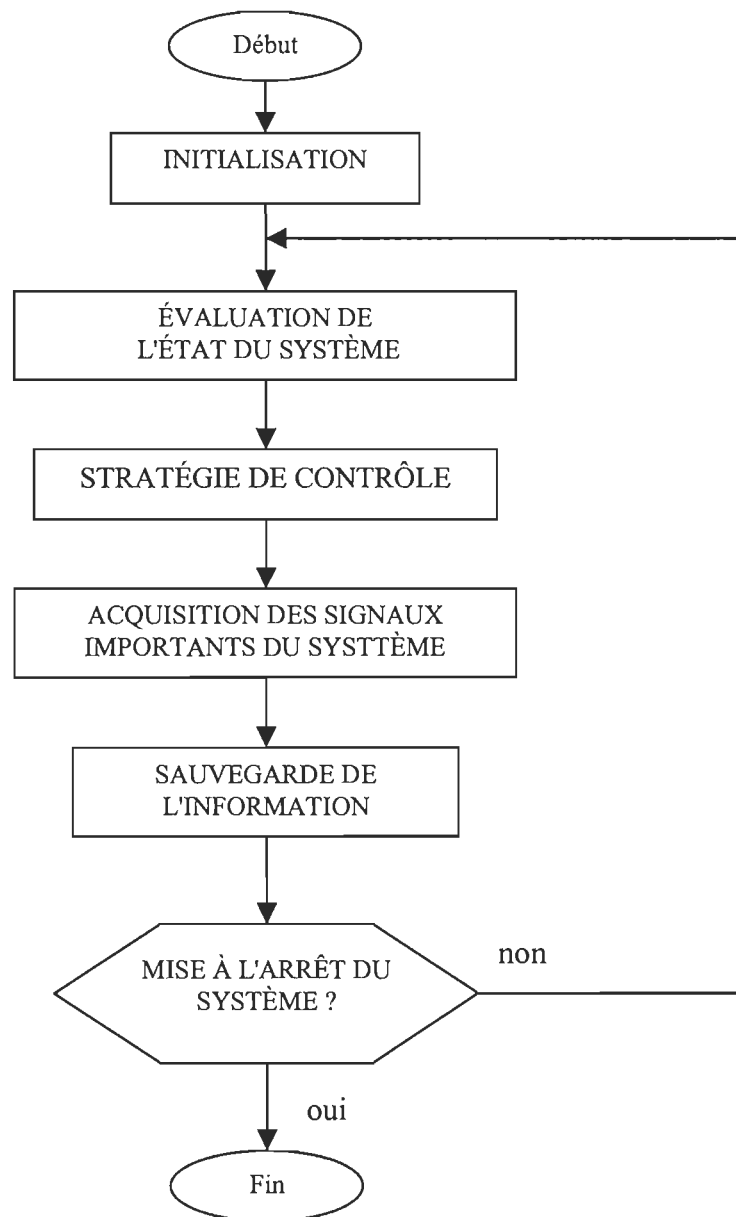 Début
INITIALISATION
ÉVALUATION DE
L'ÉTAT DU SYSTÈME
STRATÉGIE DE CONTRÔLE
ACQUISITION DES SIGNAUX
IMPORTANTS DU SYSTTÈME
SAUVEGARDE DE
L'INFORMATION
MISE À L'ARRÊT DU
SYSTÈME ?
non
oui
Fin